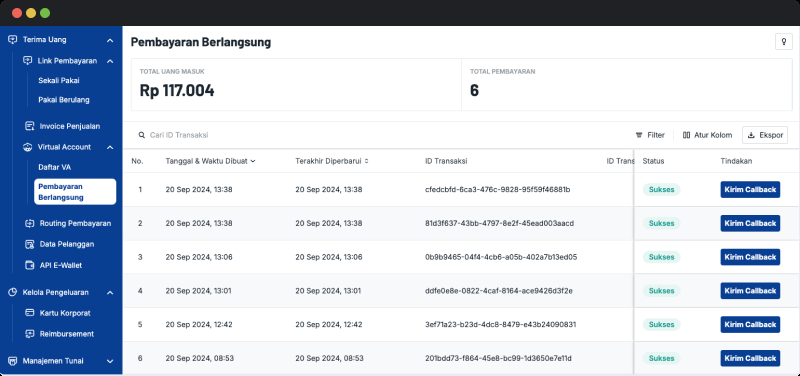 Terima Uang
Link Pembayaran
Sekali Pakai
Pakai Berulang
Invoice Penjualan
Virtual Account
Daftar VA
Pembayaran
Berlangsung
Routing Pembayaran
Data Pelanggan
API E-Wallet
Kelola Pengeluaran
Kartu Korporat
Reimbursement
Manajemen Tunai
Pembayaran Berlangsung
TOTAL UANG MASUK
Rp 117.004
TOTAL PEMBAYARAN
6
Cari ID Transaksi
Filter
Atur Kolom
Ekspor
No. Tanggal & Waktu Dibuat Terakhir Diperbarui ID Transaksi ID Trans Status Tindakan
1 20 Sep 2024, 13:38 20 Sep 2024, 13:38 cfedcbfd-6ca3-476c-9828-95f59f46881b Sukses Kirim Callback
2 20 Sep 2024, 13:38 20 Sep 2024, 13:38 81d3f637-43bb-4797-8e2f-45ead003aacd Sukses Kirim Callback
3 20 Sep 2024, 13:06 20 Sep 2024, 13:06 0b9b9465-04f4-4cb6-a05b-402a7b13ed05 Sukses Kirim Callback
4 20 Sep 2024, 13:01 20 Sep 2024, 13:01 ddfe0e8e-0822-4caf-8164-ace9426d3f2e Sukses Kirim Callback
5 20 Sep 2024, 12:42 20 Sep 2024, 12:42 3ef71a23-b23d-4dc8-8479-e43b24090831 Sukses Kirim Callback
6 20 Sep 2024, 08:53 20 Sep 2024, 08:53 201bdd73-f864-45e8-bc99-1d3650e7e11d Sukses Kirim Callback